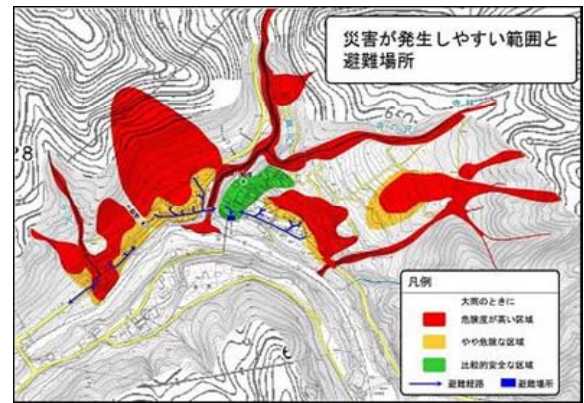 災害が発生しやすい範囲と
避難場所
凡例
大雨のときに
危険度が高い区域
やや危険な区域
比較的安全な区域
避難経路
避難場所